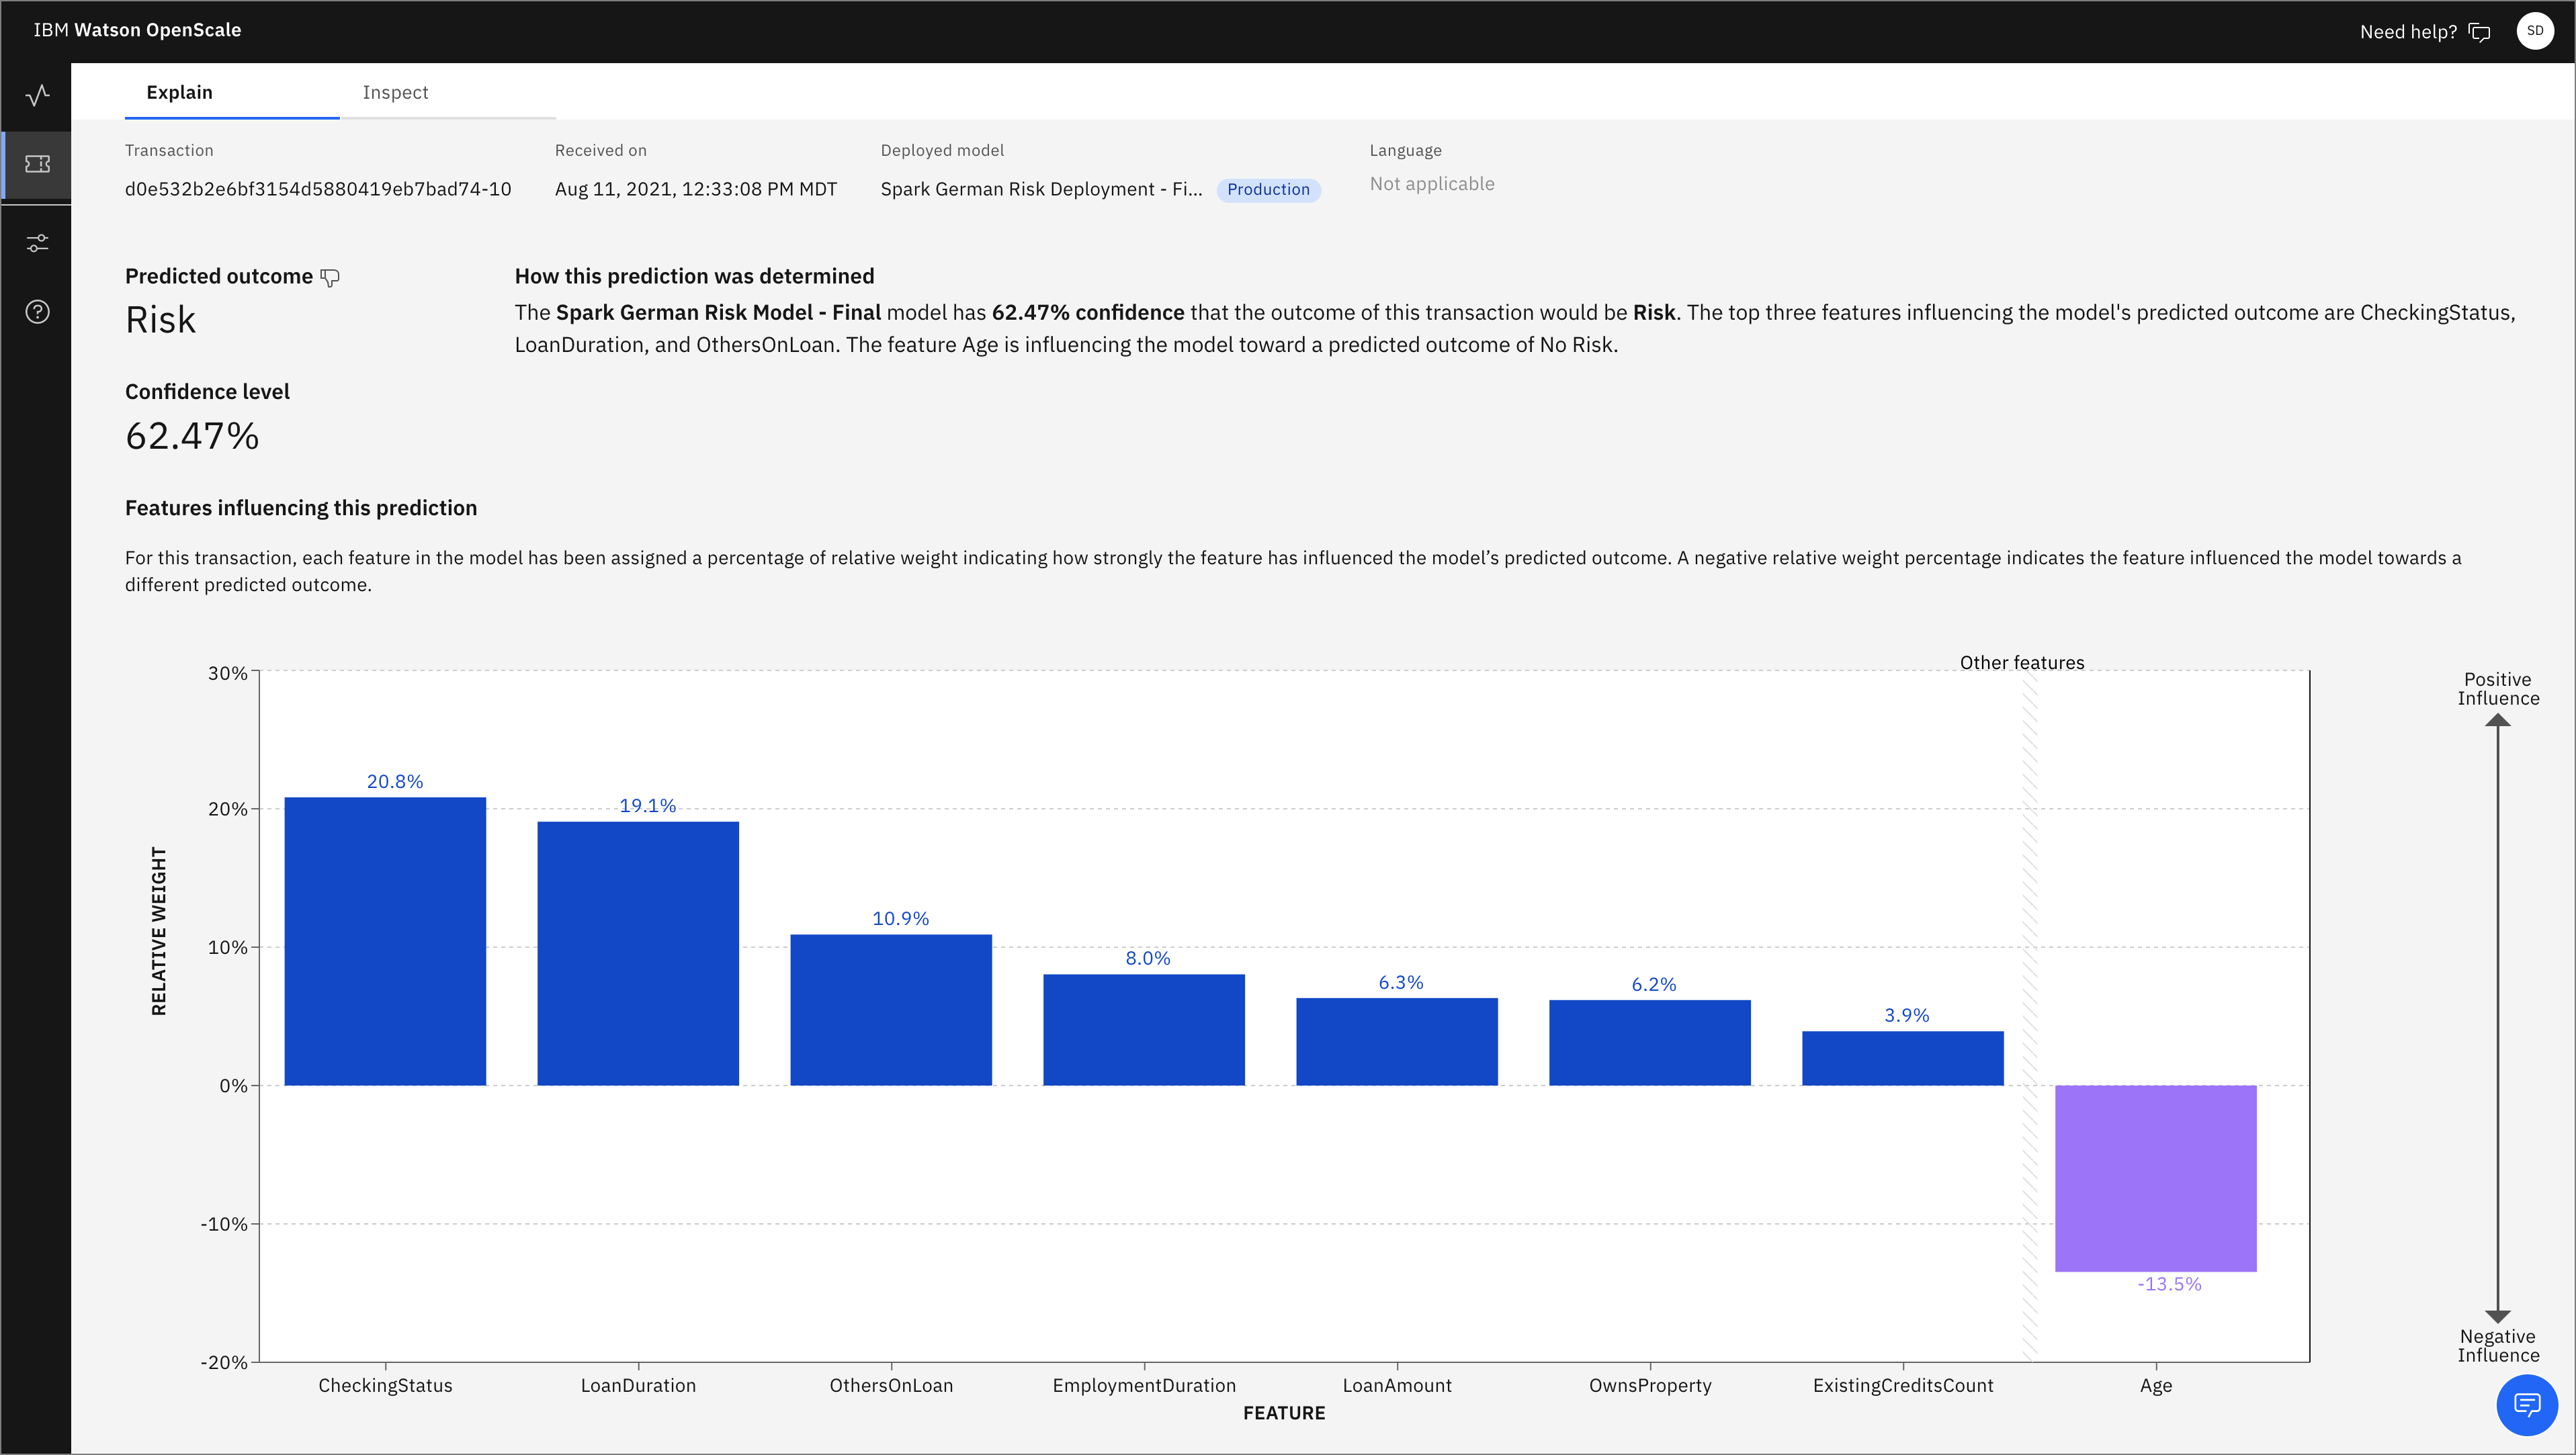 IBM Watson OpenScale
Need help?
SD
Explain
Inspect
Transaction
Received on
Deployed model
Language
d0e532b2e6bf3154d5880419eb7bad74-10
Aug 11, 2021, 12:33:08 PM MDT
Spark German Risk Deployment - Fi...
Production
Not applicable
Predicted outcome
Risk
How this prediction was determined
The Spark German Risk Model - Final model has 62.47% confidence that the outcome of this transaction would be Risk. The top three features influencing the model's predicted outcome are CheckingStatus,
LoanDuration, and OthersOnLoan. The feature Age is influencing the model toward a predicted outcome of No Risk.
Confidence level
62.47%
Features influencing this prediction
For this transaction, each feature in the model has been assigned a percentage of relative weight indicating how strongly the feature has influenced the model’s predicted outcome. A negative relative weight percentage indicates the feature influenced the model towards a
different predicted outcome.
Other features
30%
20%
10%
0%
-10%
-20%
RELATIVE WEIGHT
20.8%
19.1%
10.9%
8.0%
6.3%
6.2%
3.9%
-13.5%
CheckingStatus
LoanDuration
OthersOnLoan
EmploymentDuration
LoanAmount
OwnsProperty
ExistingCreditsCount
Age
FEATURE
Positive
Influence
Negative
Influence